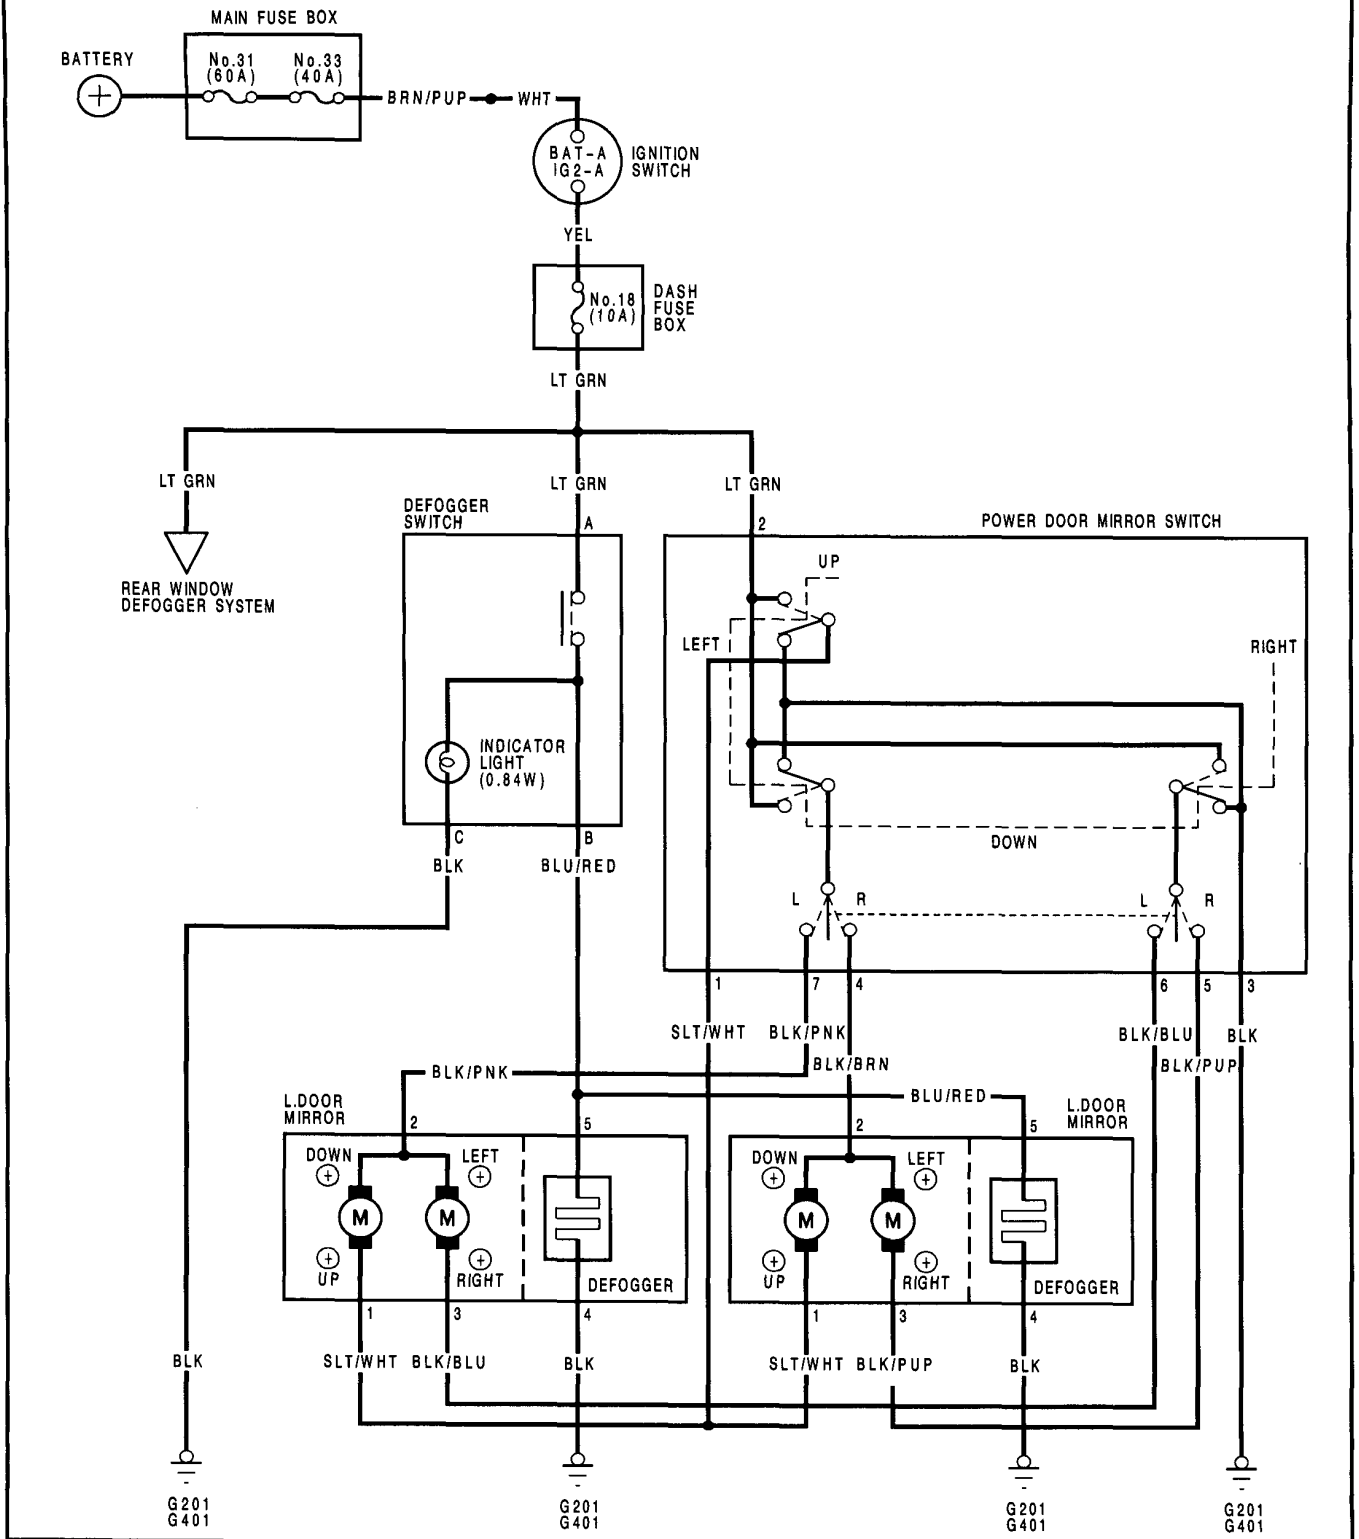 MAIN FUSE BOX
BATTERY
No.31 No.33
(60A) (40A)
+
BRN/PUP WHT
BAT-A
IG2-A
IGNITION
SWITCH
YEL
No.18
(10A)
DASH
FUSE
BOX
LT GRN
LT GRN LT GRN LT GRN
DEFOGGER
SWITCH
A
2
POWER DOOR MIRROR SWITCH
REAR WINDOW
DEFOGGER SYSTEM
UP
LEFT RIGHT
INDICATOR
LIGHT
(0.84W)
C B
DOWN
BLK BLU/RED
L R L R
1 7 4 6 5 3
SLT/WHT BLK/PNK BLK/BLU BLK
BLK/BRN BLK/PUP
BLK/PNK
BLU/RED
L.DOOR
MIRROR
2 5
L.DOOR
MIRROR
2 5
DOWN LEFT DOWN LEFT
+ + + +
M M M M
+ + + +
UP RIGHT DEFOGGER UP RIGHT DEFOGGER
1 3 4 1 3 4
BLK SLT/WHT BLK/BLU BLK SLT/WHT BLK/PUP BLK
G201 G201 G201 G201
G401 G401 G401 G401